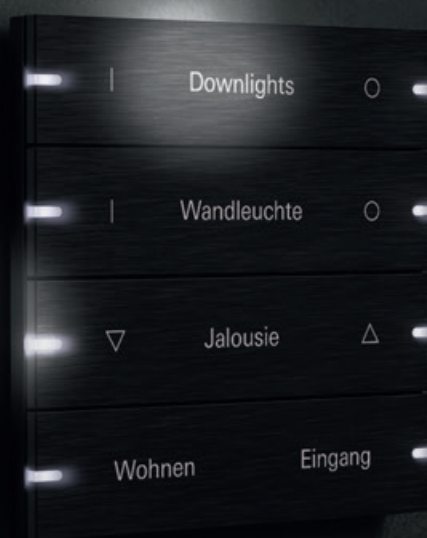 | Downlights O
| Wandleuchte O
▽ Jalousie △
Wohnen Eingang